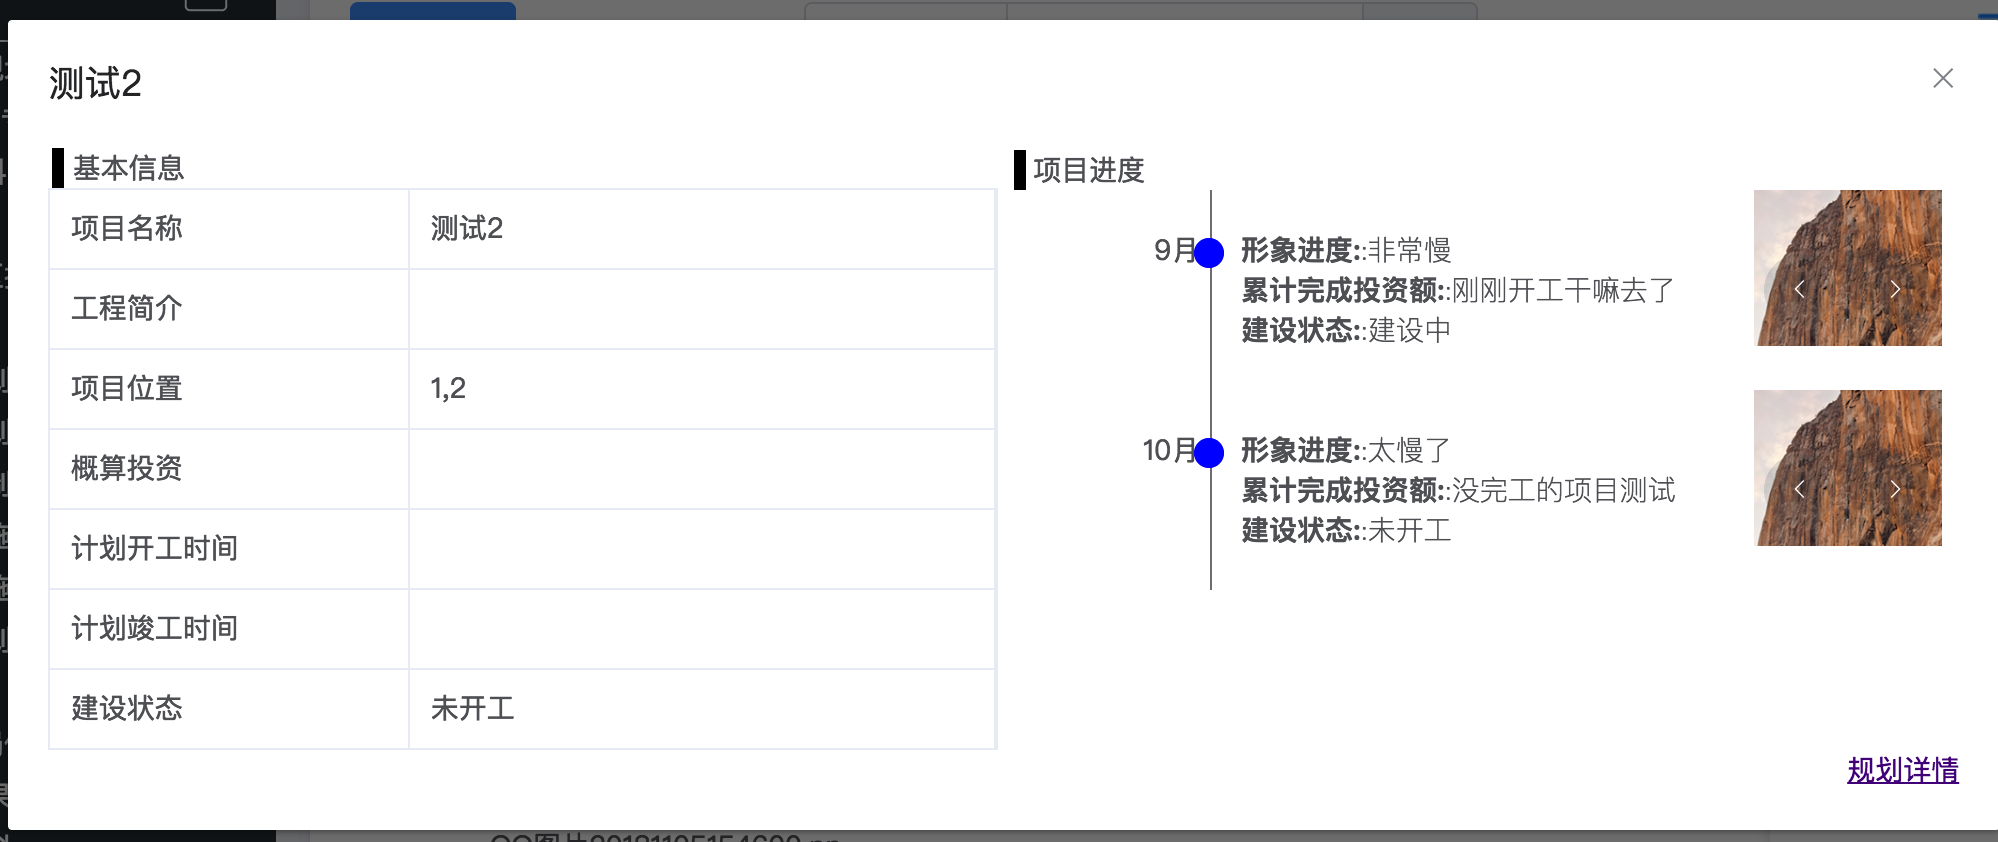 测试2
基本信息
项目名称 测试2
工程简介
项目位置 1,2
概算投资
计划开工时间
计划竣工时间
建设状态 未开工
项目进度
9月 形象进度::非常慢
累计完成投资额::刚刚开工干嘛去了
建设状态::建设中
10月 形象进度::太慢了
累计完成投资额::没完工的项目测试
建设状态::未开工
规划详情